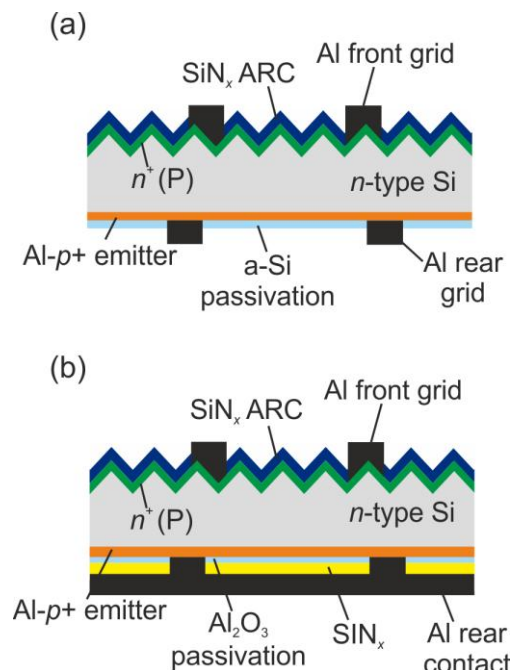 (a)
Al front grid
SiNₓ ARC
n⁺(P)
n-type Si
Al-p+ emitter
a-Si
passivation
Al rear
grid
(b)
Al front grid
SiNₓ ARC
n⁺(P)
n-type Si
Al-p+ emitter
Al₂O₃
passivation
SINₓ
Al rear
contact